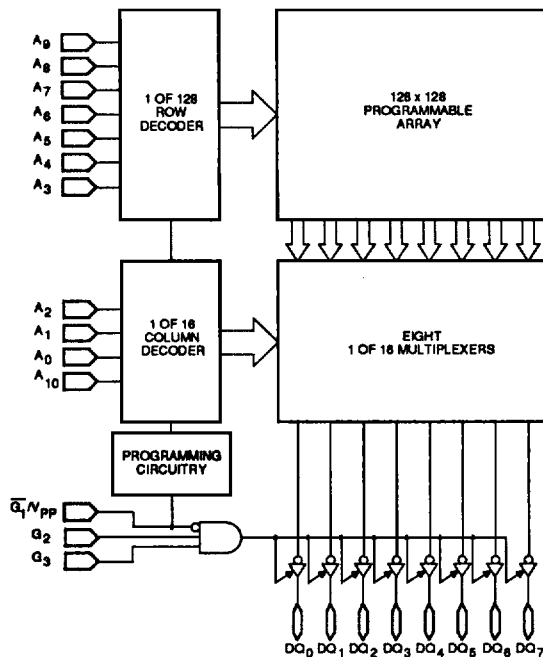 A9
A8
A7
A6
A5
A4
A3
1 OF 128
ROW
DECODER
128 x 128
PROGRAMMABLE
ARRAY
A2
A1
A0
A10
1 OF 16
COLUMN
DECODER
EIGHT
1 OF 16 MULTIPLEXERS
PROGRAMMING
CIRCUITRY
G1/VPP
G2
G3
DQ0 DQ1 DQ2 DQ3 DQ4 DQ5 DQ6 DQ7